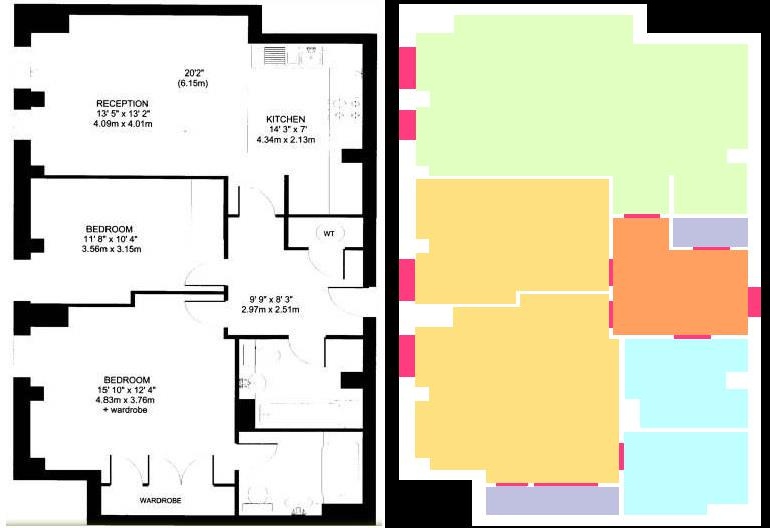 20'2"
(6.15m)
RECEPTION
13' 5" x 13' 2"
4.09m x 4.01m
KITCHEN
14' 3" x 7'
4.34m x 2.13m
BEDROOM
11' 8" x 10' 4"
3.56m x 3.15m
WT
9' 9" x 8' 3"
2.97m x 2.51m
BEDROOM
15' 10" x 12' 4"
4.83m x 3.76m
+ wardrobe
WARDROBE